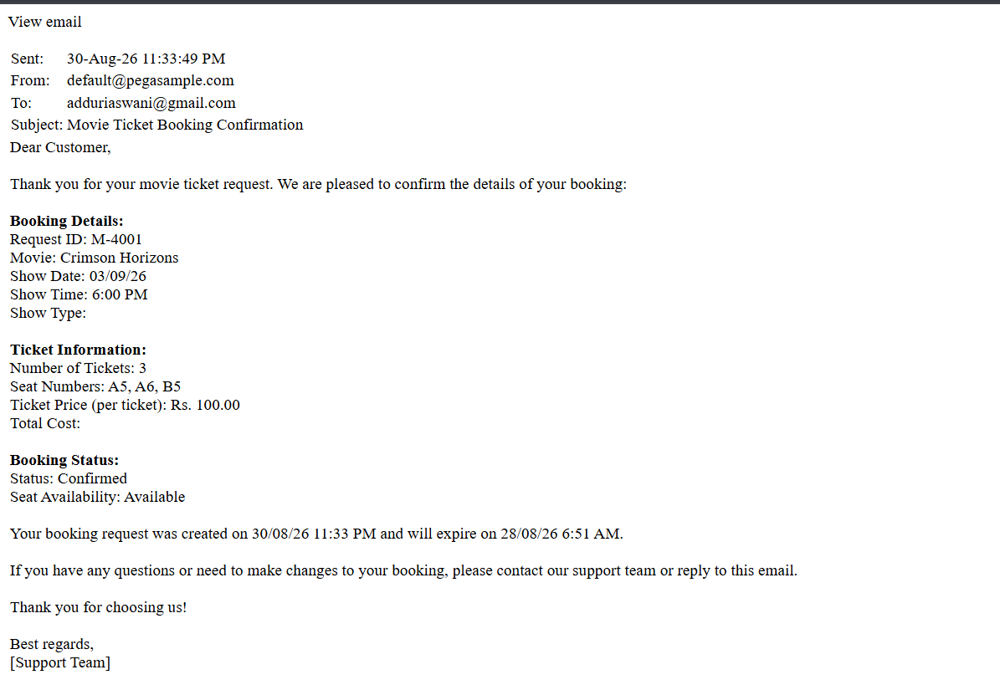 View email
Sent: 30-Aug-26 11:33:49 PM
From: default@pegasample.com
To: adduriaswani@gmail.com
Subject: Movie Ticket Booking Confirmation
Dear Customer,
Thank you for your movie ticket request. We are pleased to confirm the details of your booking:
Booking Details:
Request ID: M-4001
Movie: Crimson Horizons
Show Date: 03/09/26
Show Time: 6:00 PM
Show Type:
Ticket Information:
Number of Tickets: 3
Seat Numbers: A5, A6, B5
Ticket Price (per ticket): Rs. 100.00
Total Cost:
Booking Status:
Status: Confirmed
Seat Availability: Available
Your booking request was created on 30/08/26 11:33 PM and will expire on 28/08/26 6:51 AM.
If you have any questions or need to make changes to your booking, please contact our support team or reply to this email.
Thank you for choosing us!
Best regards,
[Support Team]